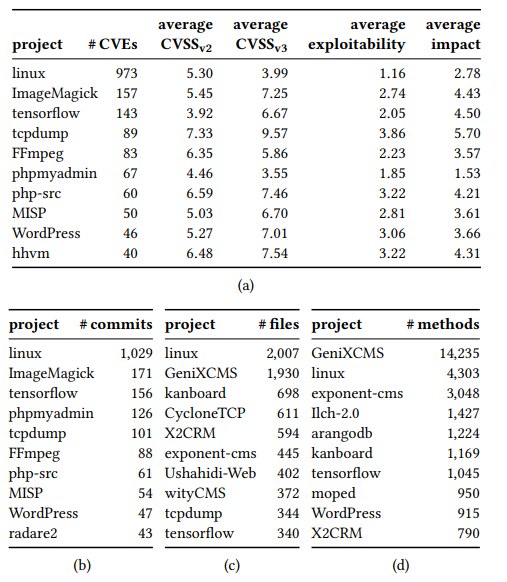 average average average average
project # CVEs CVSSv2 CVSSv3 exploitability impact
linux 973 5.30 3.99 1.16 2.78
ImageMagick 157 5.45 7.25 2.74 4.43
tensorflow 143 3.92 6.67 2.05 4.50
tcpdump 89 7.33 9.57 3.86 5.70
FFmpeg 83 6.35 5.86 2.23 3.57
phpmyadmin 67 4.46 3.55 1.85 1.53
php-src 60 6.59 7.46 3.22 4.21
MISP 50 5.03 6.70 2.81 3.61
WordPress 46 5.27 7.01 3.06 3.66
hhvm 40 6.48 7.54 3.22 4.31
(a)
project # commits
linux 1,029
ImageMagick 171
tensorflow 156
phpmyadmin 126
tcpdump 101
FFmpeg 88
php-src 61
MISP 54
WordPress 47
radare2 43
(b)
project # files
linux 2,007
GeniXCMS 1,930
kanboard 698
CycloneTCP 611
X2CRM 594
exponent-cms 445
Ushahidi-Web 402
wityCMS 372
tcpdump 344
tensorflow 340
(c)
project # methods
GeniXCMS 14,235
linux 4,303
exponent-cms 3,048
Ilch-2.0 1,427
arangodb 1,224
kanboard 1,169
tensorflow 1,045
moped 950
WordPress 915
X2CRM 790
(d)